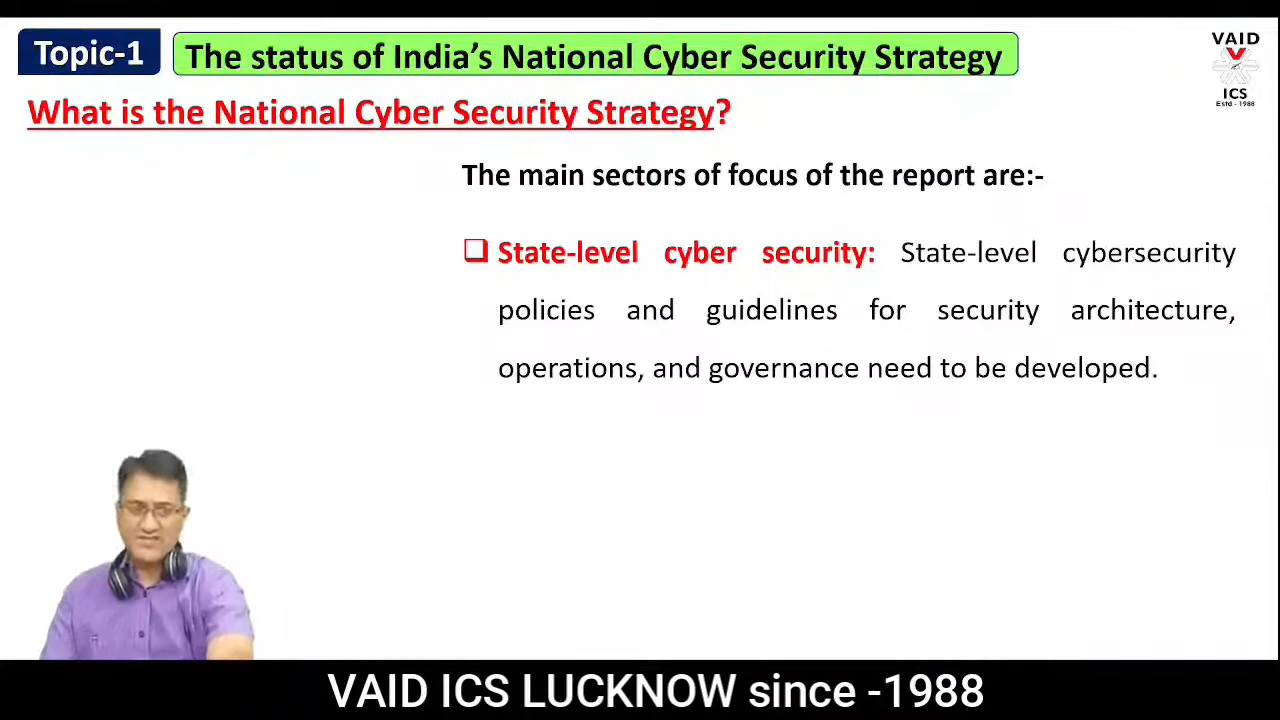 Topic-1
The status of India's National Cyber Security Strategy
VAID
ICS
Estd - 1988
What is the National Cyber Security Strategy?
The main sectors of focus of the report are:-
State-level cyber security: State-level cybersecurity
policies and guidelines for security architecture,
operations, and governance need to be developed.
VAID ICS LUCKNOW since -1988